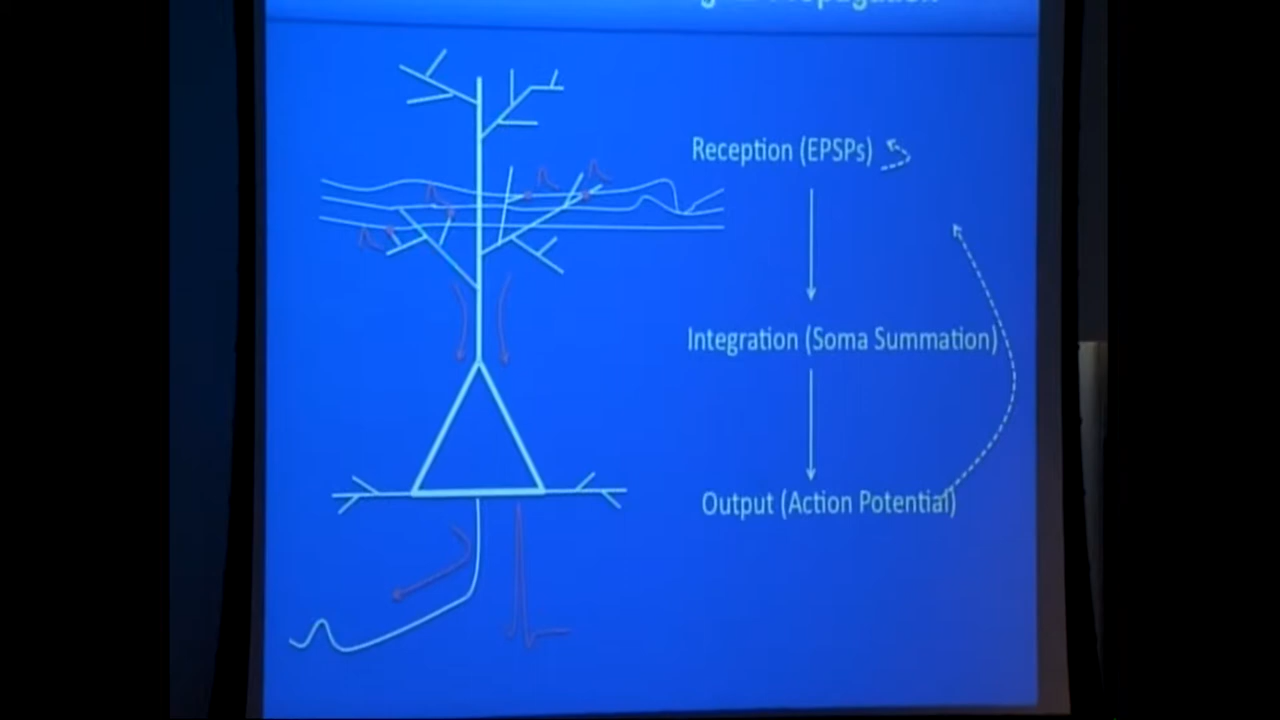 Reception (EPSPs)
Integration (Soma Summation)
Output (Action Potential)